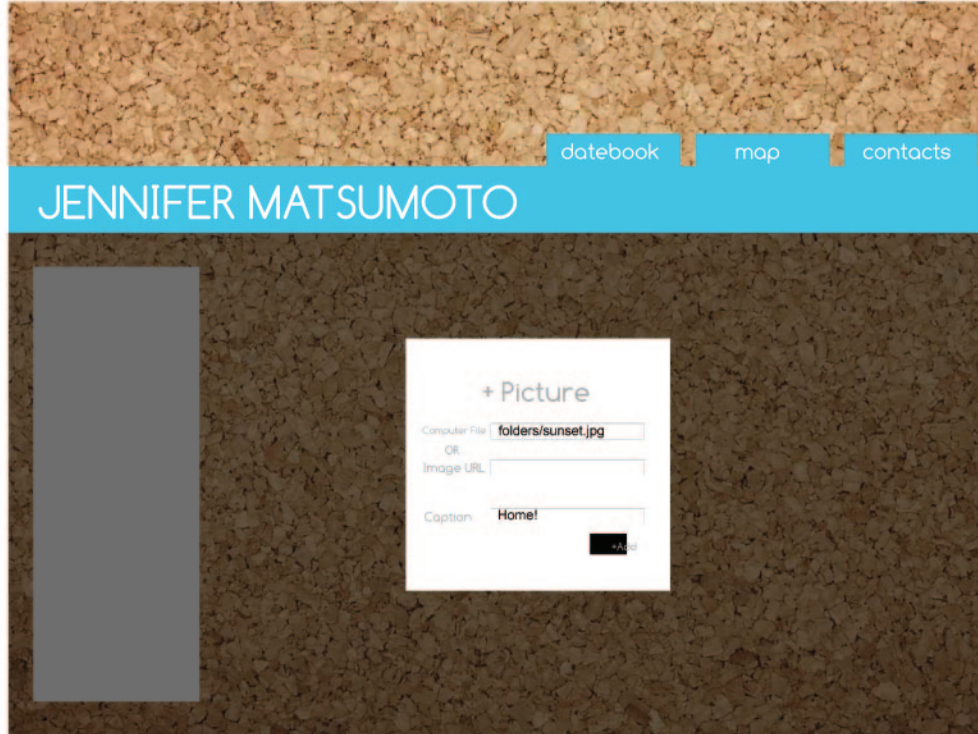 datebook map contacts
JENNIFER MATSUMOTO
+ Picture
Computer File folders/sunset.jpg
OR
Image URL
Caption Home!
+Add